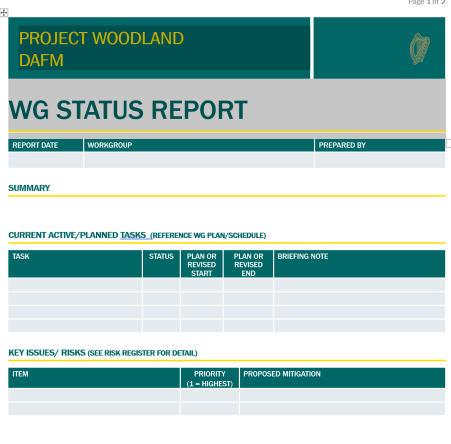 Page 1 of 2
PROJECT WOODLAND
DAFM
WG STATUS REPORT
REPORT DATE WORKGROUP PREPARED BY
SUMMARY
CURRENT ACTIVE/PLANNED TASKS (REFERENCE WG PLAN/SCHEDULE)
TASK STATUS PLAN OR REVISED START PLAN OR REVISED END BRIEFING NOTE
KEY ISSUES/ RISKS (SEE RISK REGISTER FOR DETAIL)
ITEM PRIORITY (1 = HIGHEST) PROPOSED MITIGATION